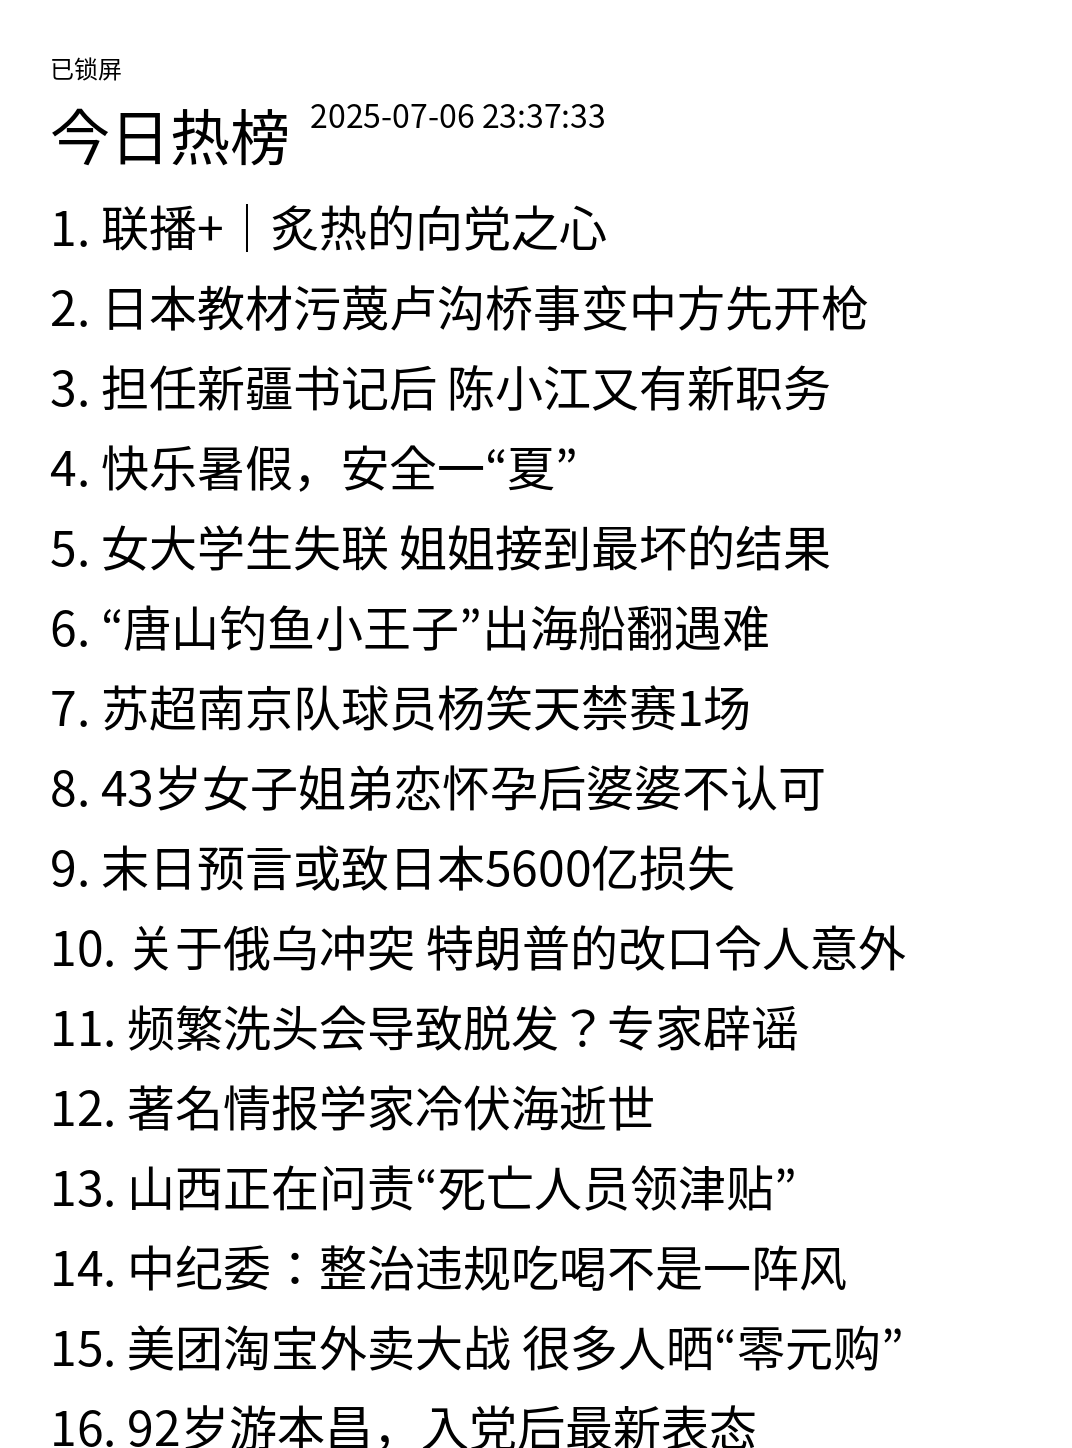 已锁屏
今日热榜 2025-07-06 23:37:33
1. 联播+｜炙热的向党之心
2. 日本教材污蔑卢沟桥事变中方先开枪
3. 担任新疆书记后 陈小江又有新职务
4. 快乐暑假，安全一“夏”
5. 女大学生失联 姐姐接到最坏的结果
6. “唐山钓鱼小王子”出海船翻遇难
7. 苏超南京队球员杨笑天禁赛1场
8. 43岁女子姐弟恋怀孕后婆婆不认可
9. 末日预言或致日本5600亿损失
10. 关于俄乌冲突 特朗普的改口令人意外
11. 频繁洗头会导致脱发？专家辟谣
12. 著名情报学家冷伏海逝世
13. 山西正在问责“死亡人员领津贴”
14. 中纪委：整治违规吃喝不是一阵风
15. 美团淘宝外卖大战 很多人晒“零元购”
16. 92岁游本昌，入党后最新表态